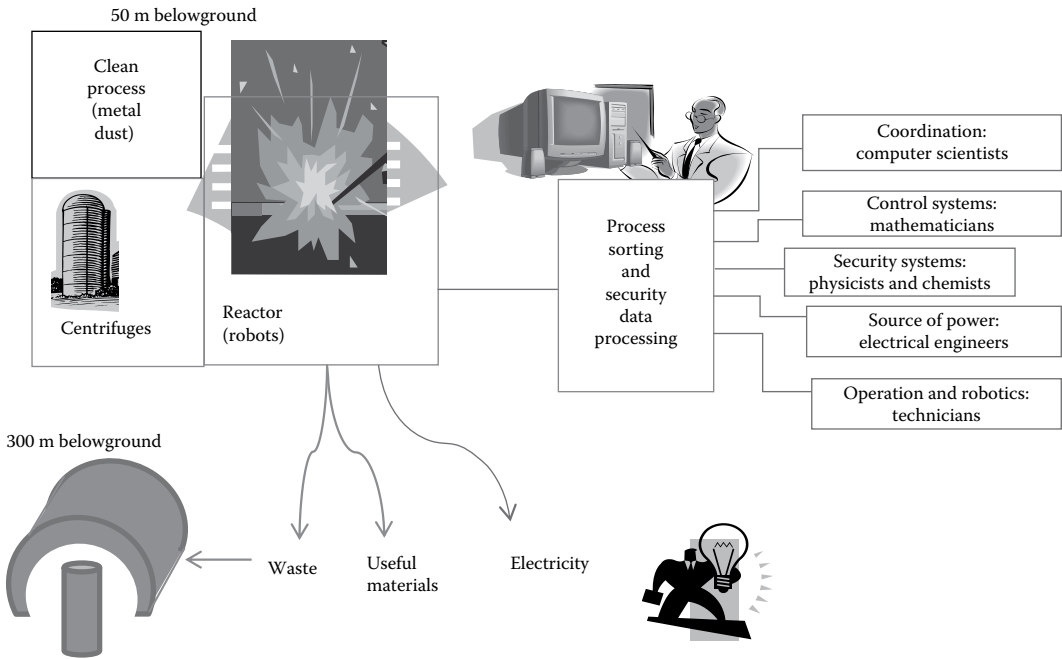 50 m belowground
Clean
process
(metal
dust)
Centrifuges
Reactor
(robots)
Process
sorting
and
security
data
processing
Coordination:
computer scientists
Control systems:
mathematicians
Security systems:
physicists and chemists
Source of power:
electrical engineers
Operation and robotics:
technicians
300 m belowground
Waste
Useful
materials
Electricity